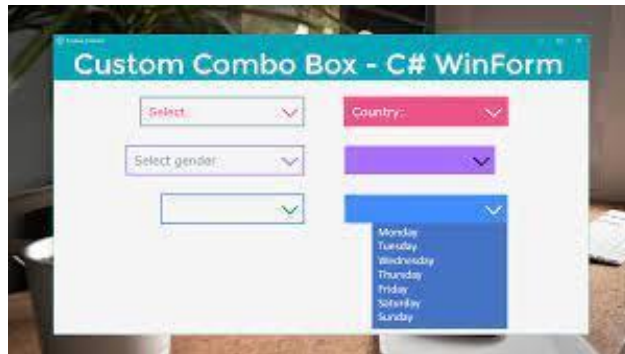 Custom Combo Box - C# WinForm
Select.
Country:
Select gender
Monday
Tuesday
Wednesday
Thursday
Friday
Saturday
Sunday